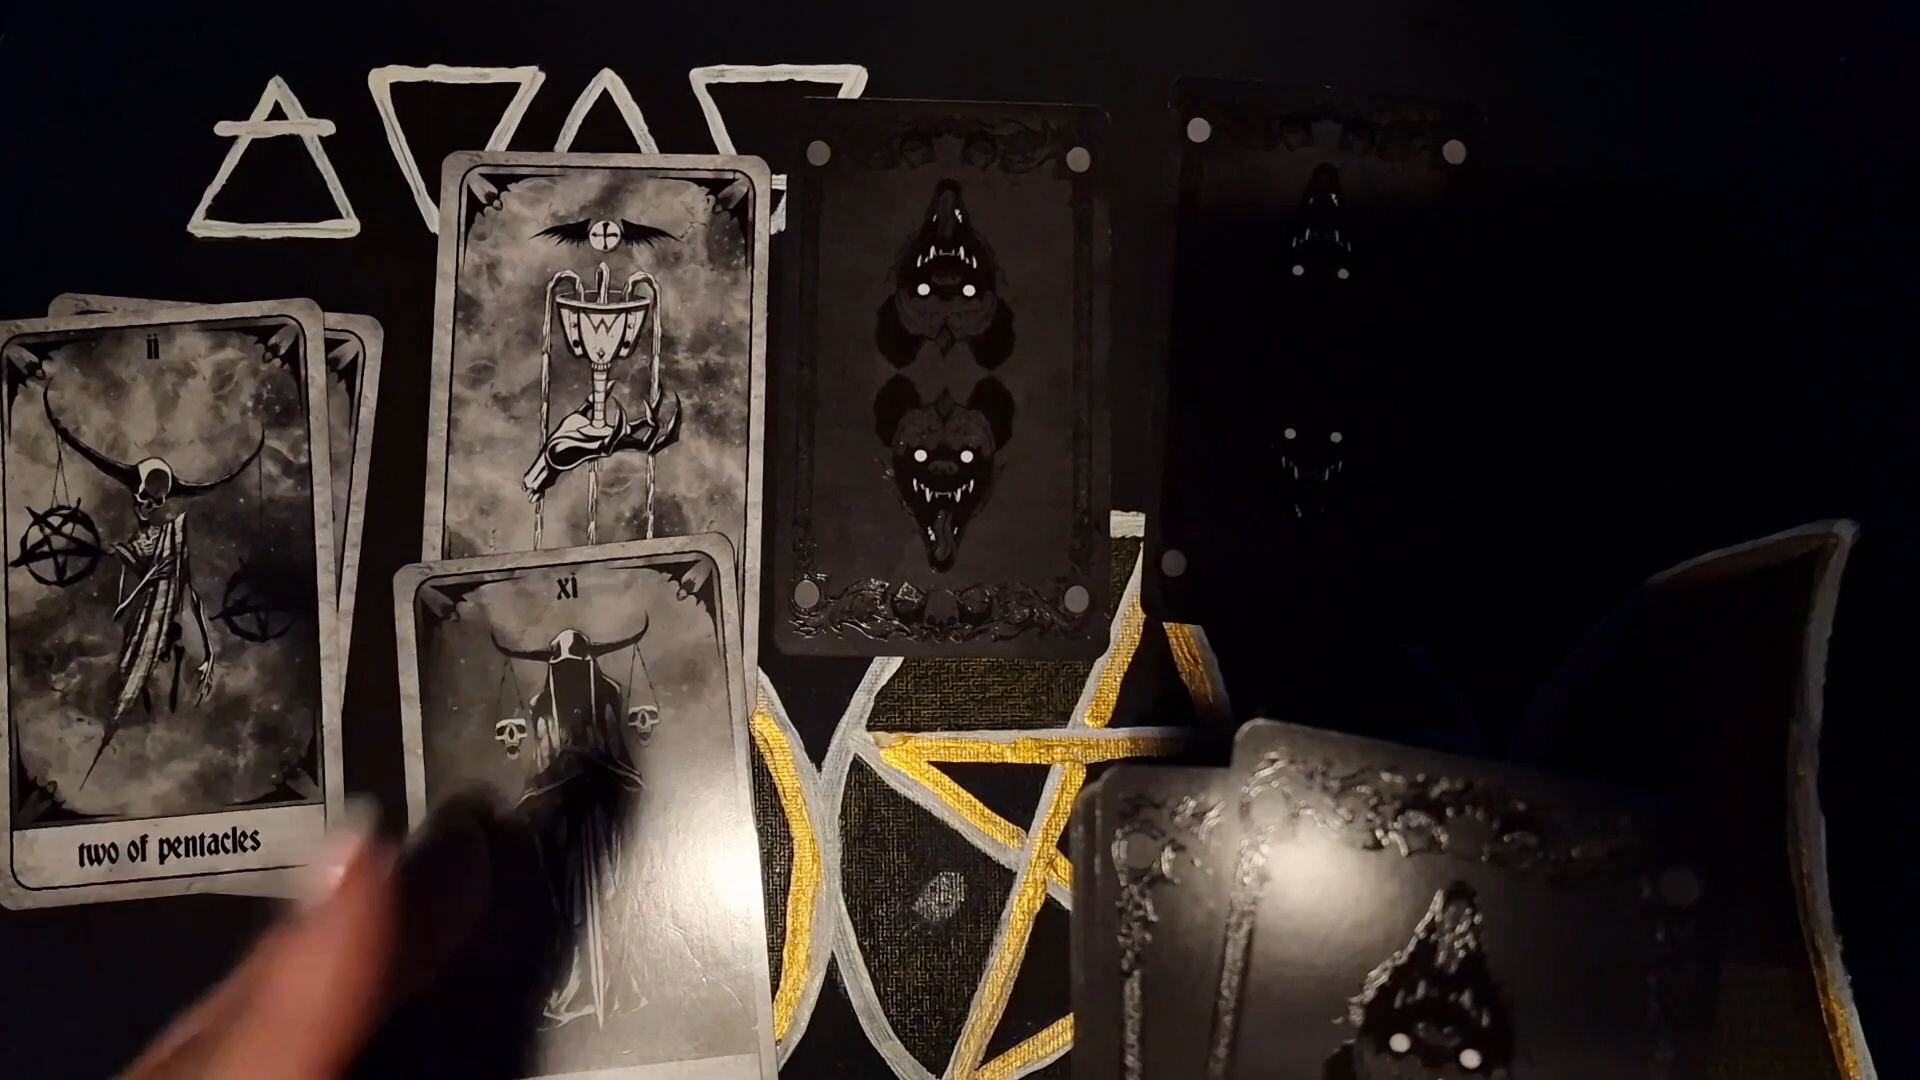 ii
two of pentacles
xi